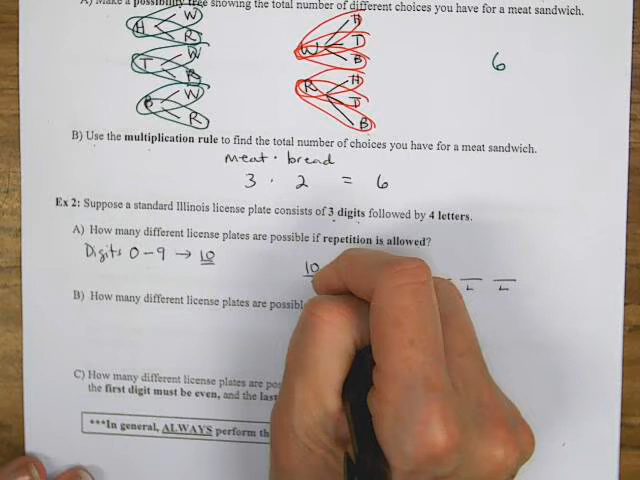 A) Make a possibility tree showing the total number of different choices you have for a meat sandwich.
H W R
T W R
B W R
W H T B
R H T B
6
B) Use the multiplication rule to find the total number of choices you have for a meat sandwich.
meat · bread
3 · 2 = 6
Ex 2: Suppose a standard Illinois license plate consists of 3 digits followed by 4 letters.
A) How many different license plates are possible if repetition is allowed?
Digits 0-9 → 10
10
L L
B) How many different license plates are
C) How many different license plates are
the first digit must be even, and the last
***In general, ALWAYS perform